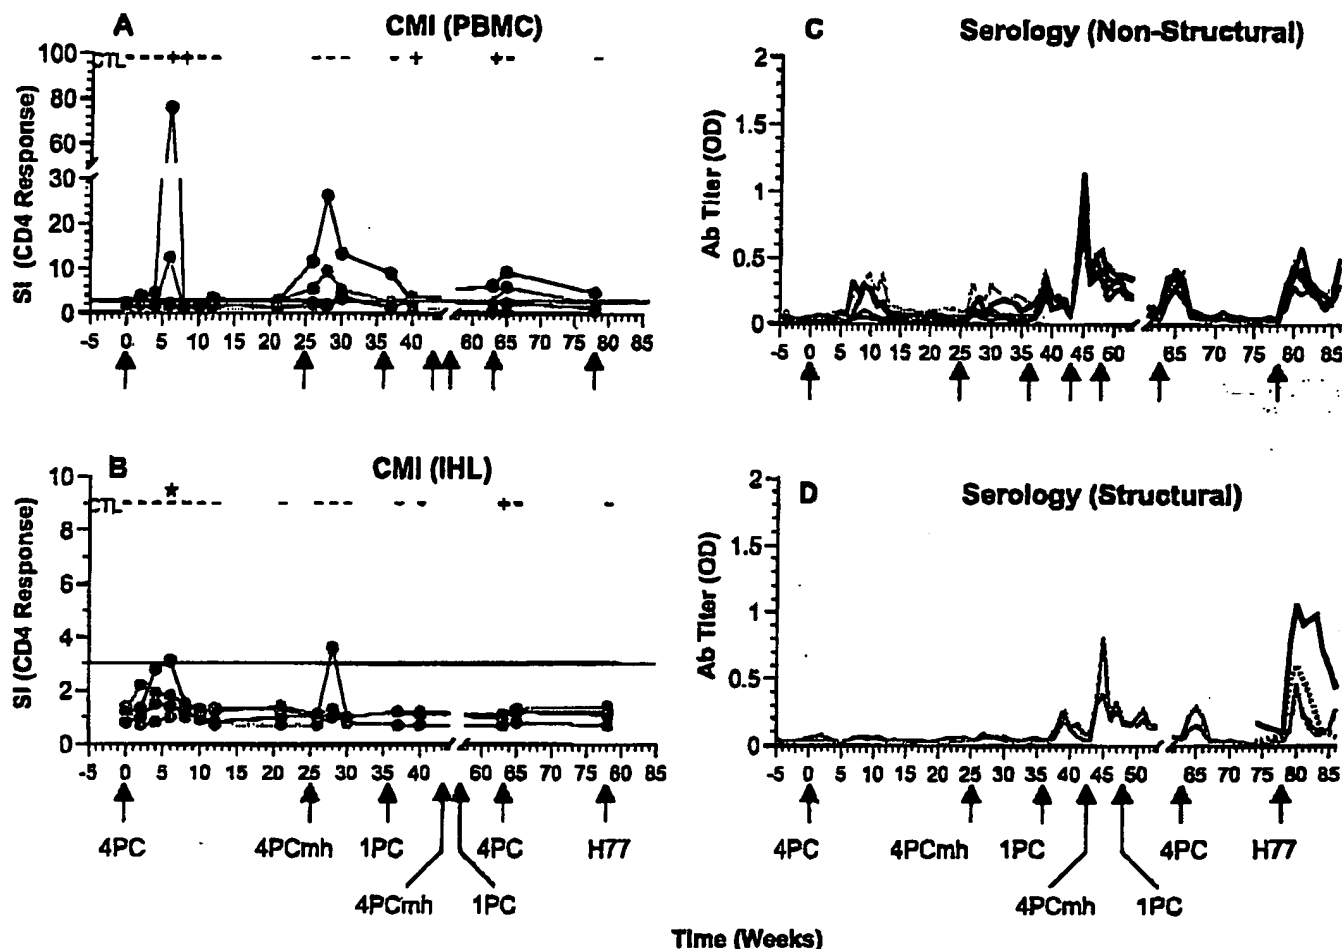 A CMI (PBMC)
CTL - - - - + + - - - - - - - + + - -
100
80
60
30
20
10
0
SI (CD4 Response)
-5 0 5 10 15 20 25 30 35 40 45 60 65 70 75 80 85
C Serology (Non-Structural)
2
1.5
1
0.5
0
Ab Titer (OD)
-5 0 5 10 15 20 25 30 35 40 45 50 65 70 75 80 85
B CMI (IHL)
*
CTL - - - - - - - - - - - - - - + - -
10
8
6
4
2
0
SI (CD4 Response)
-5 0 5 10 15 20 25 30 35 40 45 60 65 70 75 80 85
4PC 4PCmh 1PC 4PC H77
4PCmh 1PC
D Serology (Structural)
2
1.5
1
0.5
0
Ab Titer (OD)
-5 0 5 10 15 20 25 30 35 40 45 50 65 70 75 80 85
4PC 4PCmh 1PC 4PC H77
4PCmh 1PC
Time (Weeks)